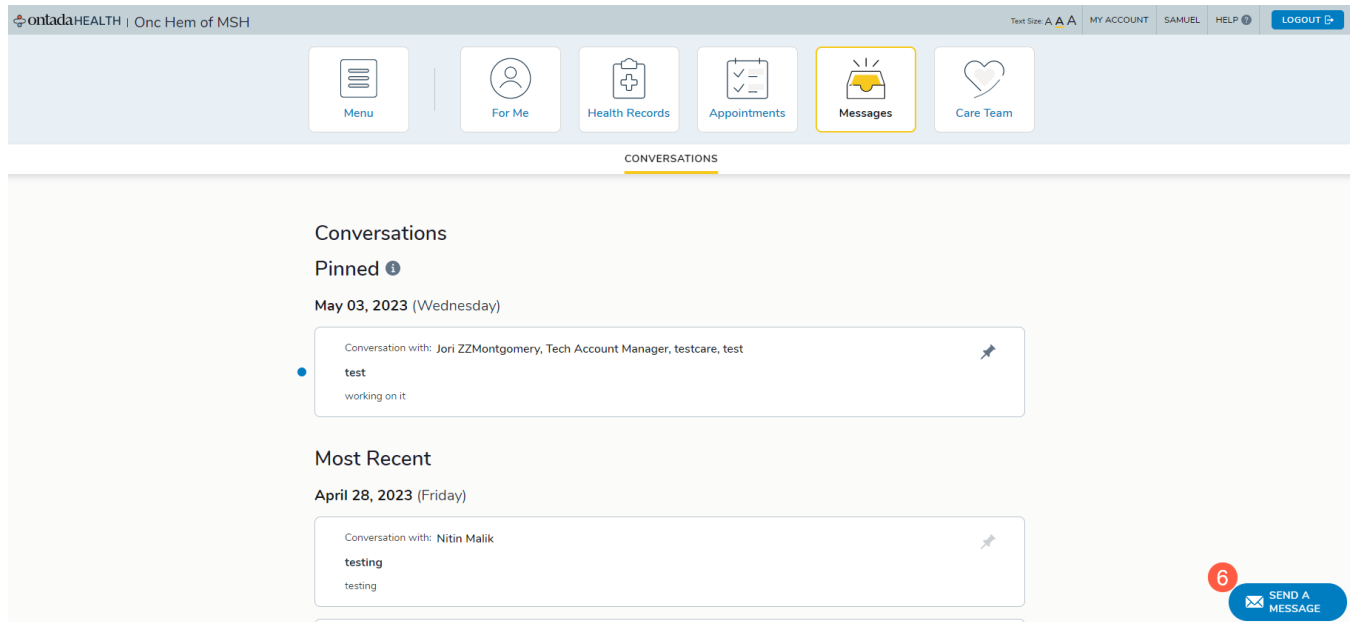 ontadaHEALTH | Onc Hem of MSH
Text Size: A A A MY ACCOUNT SAMUEL HELP ? LOGOUT
Menu For Me Health Records Appointments Messages Care Team
CONVERSATIONS
Conversations
Pinned i
May 03, 2023 (Wednesday)
Conversation with: Jori ZZMontgomery, Tech Account Manager, testcare, test
test
working on it
Most Recent
April 28, 2023 (Friday)
Conversation with: Nitin Malik
testing
testing
6
SEND A
MESSAGE